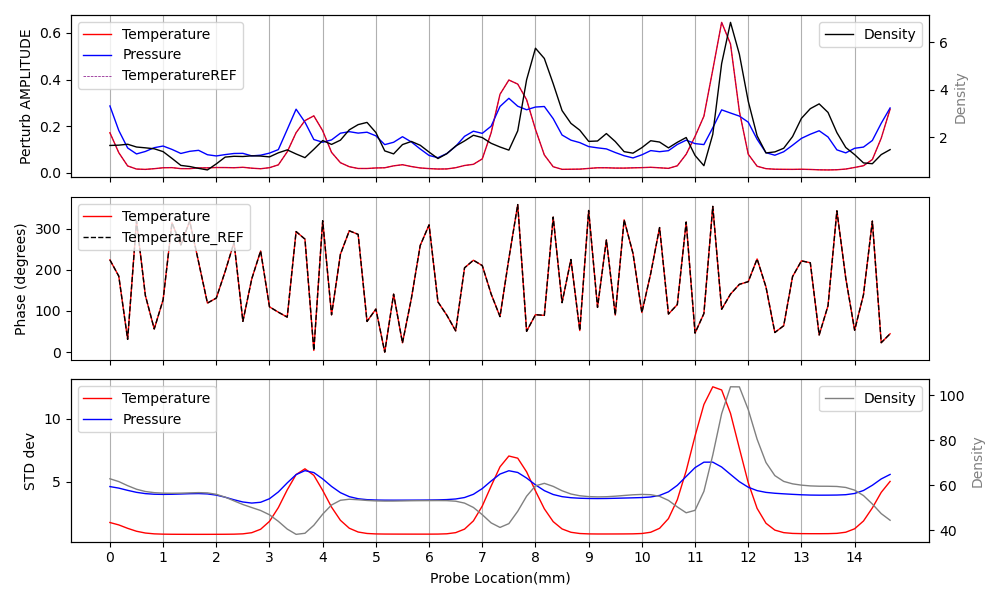 Temperature
Pressure
TemperatureREF
Density
Perturb AMPLITUDE
0.6
0.4
0.2
0.0
6
4
2
Density
Temperature
Temperature_REF
Phase (degrees)
300
200
100
0
Temperature
Pressure
Density
STD dev
10
5
100
80
60
40
Density
0 1 2 3 4 5 6 7 8 9 10 11 12 13 14
Probe Location(mm)